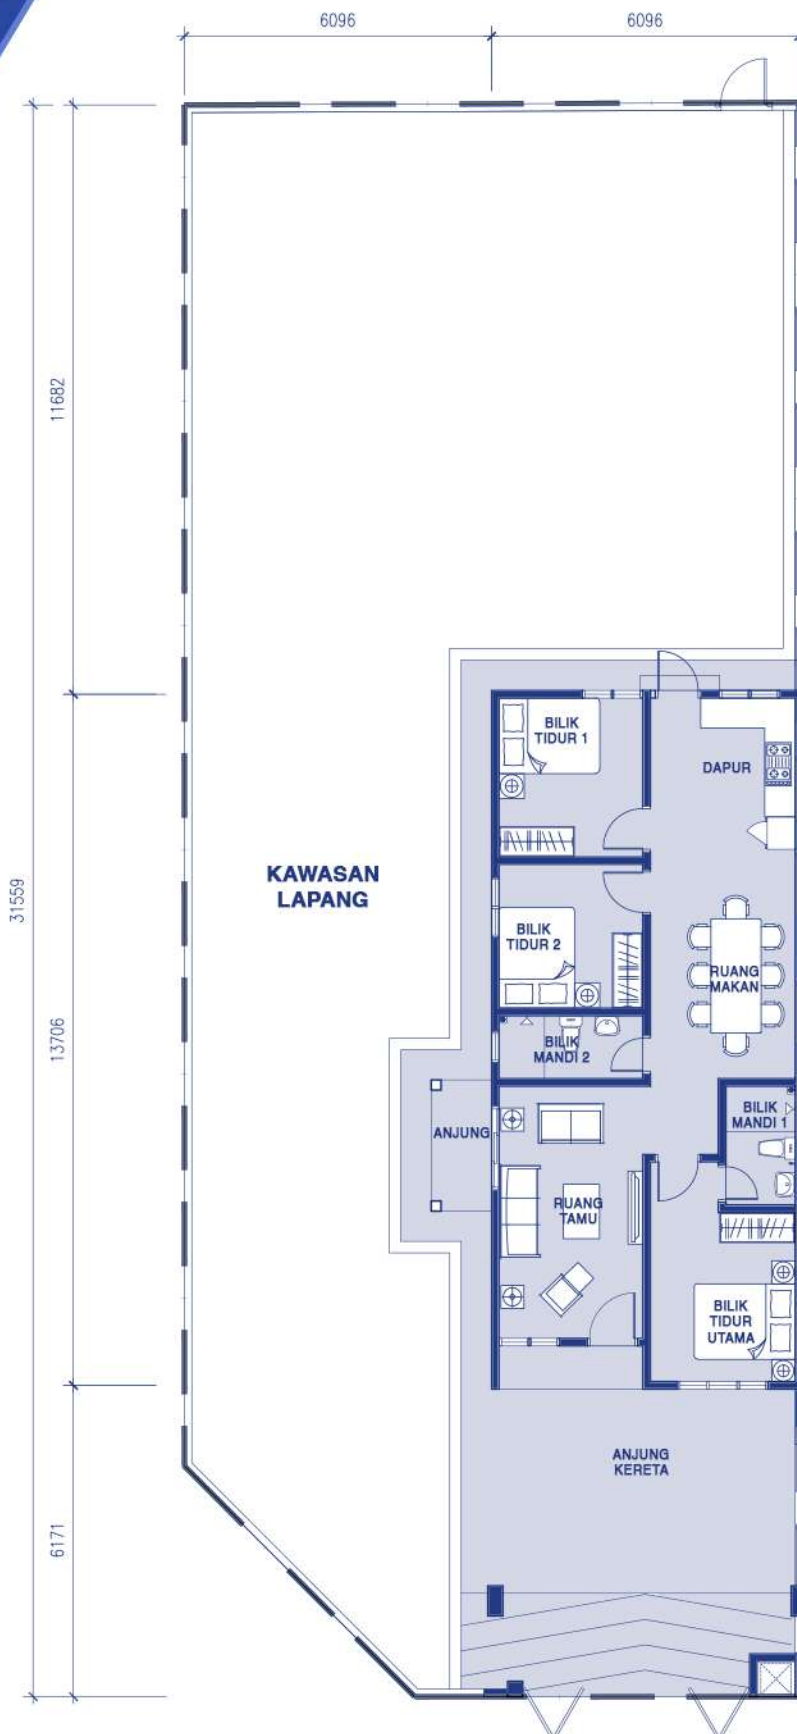 6096
6096
11682
31559
13706
6171
BILIK
TIDUR 1
DAPUR
KAWASAN
LAPANG
BILIK
TIDUR 2
RUANG
MAKAN
BILIK
MANDI 2
BILIK
MANDI 1
ANJUNG
RUANG
TAMU
BILIK
TIDUR
UTAMA
ANJUNG
KERETA